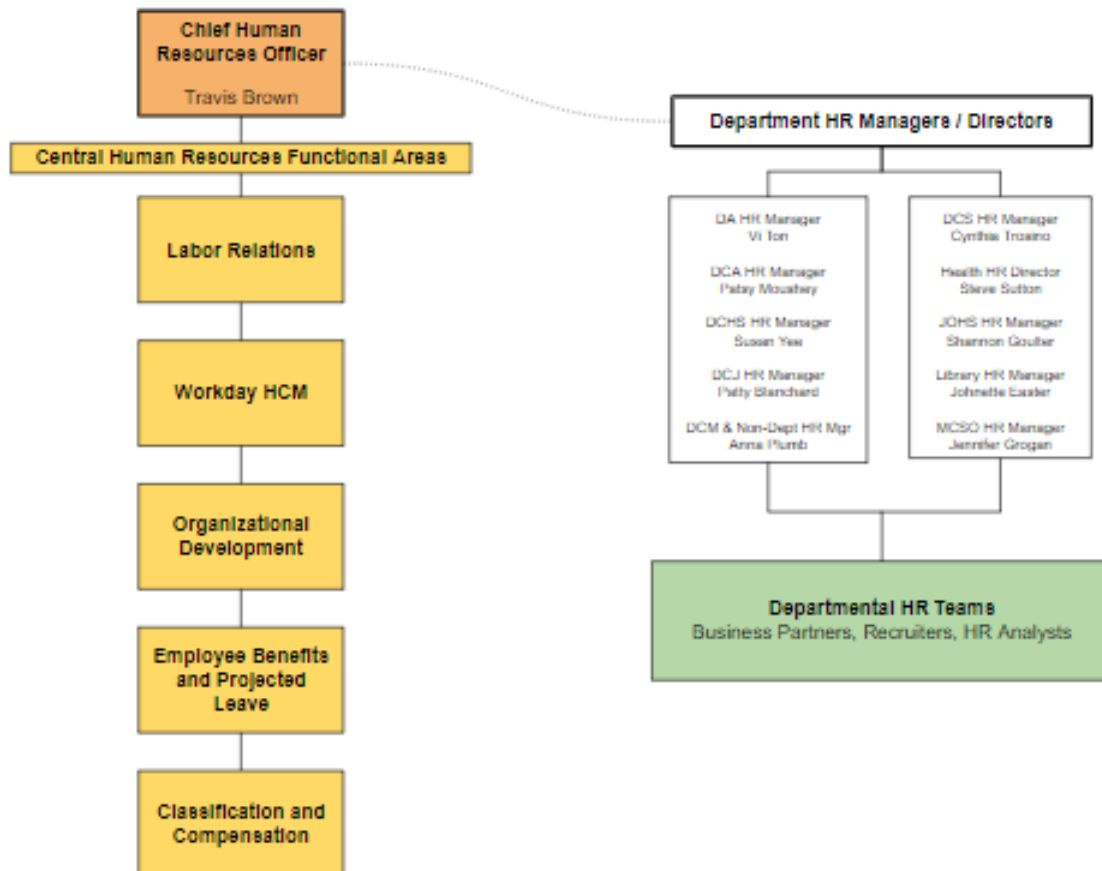 Chief Human
Resources Officer
Travis Brown
Central Human Resources Functional Areas
Labor Relations
Workday HCM
Organizational
Development
Employee Benefits
and Projected
Leave
Classification and
Compensation
Department HR Managers / Directors
DA HR Manager
Vi Ton
DCA HR Manager
Patsy Moushey
DCHS HR Manager
Susan Yee
DCJ HR Manager
Patty Blanchard
DCM & Non-Dept HR Mgr
Anna Plumb
DCS HR Manager
Cynthia Trosino
Health HR Director
Steve Sutton
JOHS HR Manager
Shannon Goulter
Library HR Manager
Johnette Easter
MCSO HR Manager
Jennifer Grogan
Departmental HR Teams
Business Partners, Recruiters, HR Analysts